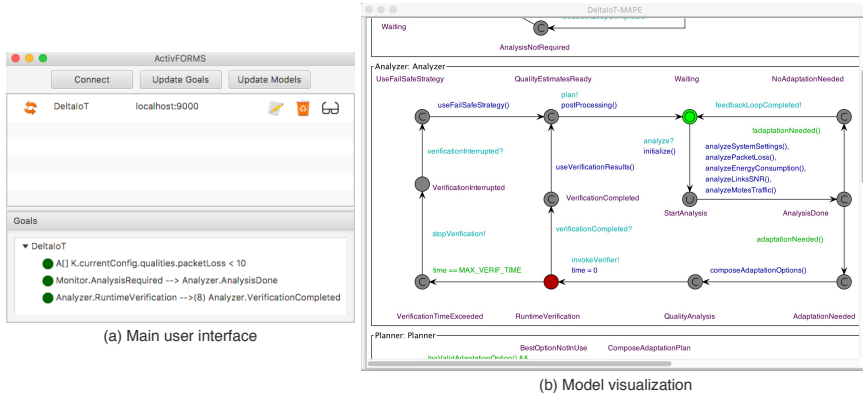 ActivFORMS
Connect
Update Goals
Update Models
DeltaIoT
localhost:9000
Goals
DeltaIoT
A[] K.currentConfig.qualities.packetLoss < 10
Monitor.AnalysisRequired --> Analyzer.AnalysisDone
Analyzer.RuntimeVerification -->(8) Analyzer.VerificationCompleted
(a) Main user interface
DeltaIoT-MAPE
Waiting
C
AnalysisNotRequired
Analyzer: Analyzer
UseFailSafeStrategy
QualityEstimatesReady
Waiting
NoAdaptationNeeded
C
useFailSafeStrategy()
C
plan!
postProcessing()
feedbackLoopCompleted!
C
verificationInterrupted?
analyze?
initialize()
!adaptationNeeded()
analyzeSystemSettings(),
analyzePacketLoss(),
analyzeEnergyConsumption(),
analyzeLinksSNR(),
analyzeMotesTraffic()
useVerificationResults()
VerificationInterrupted
C
VerificationCompleted
U
StartAnalysis
C
AnalysisDone
stopVerification!
verificationCompleted?
adaptationNeeded()
invokeVerifier!
time = 0
C
time == MAX_VERIF_TIME
C
composeAdaptationOptions()
C
VerificationTimeExceeded
RuntimeVerification
QualityAnalysis
AdaptationNeeded
Planner: Planner
BestOptionNotInUse
ComposeAdaptationPlan
(b) Model visualization